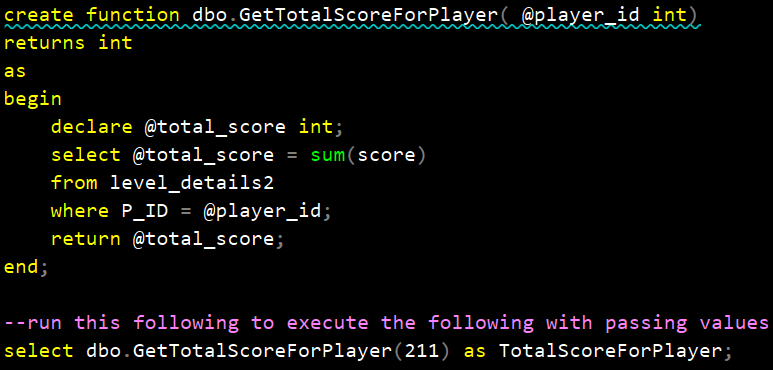 create function dbo.GetTotalScoreForPlayer( @player_id int)
returns int
as
begin
    declare @total_score int;
    select @total_score = sum(score)
    from level_details2
    where P_ID = @player_id;
    return @total_score;
end;

--run this following to execute the following with passing values
select dbo.GetTotalScoreForPlayer(211) as TotalScoreForPlayer;